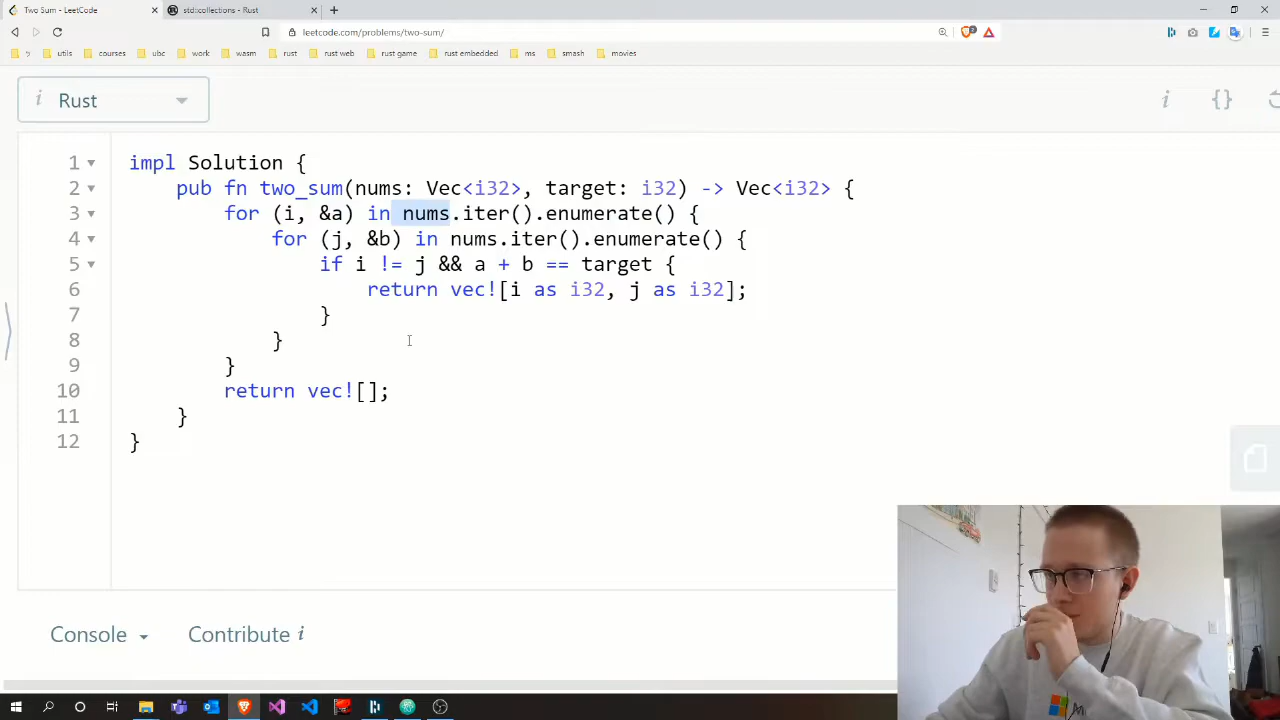 Two Sum - LeetCode
std::collections - Rust
leetcode.com/problems/two-sum/
utils courses ubc work wasm rust rust web rust game rust embedded ms smash movies
i Rust i {}
1 impl Solution {
2 pub fn two_sum(nums: Vec<i32>, target: i32) -> Vec<i32> {
3 for (i, &a) in nums.iter().enumerate() {
4 for (j, &b) in nums.iter().enumerate() {
5 if i != j && a + b == target {
6 return vec![i as i32, j as i32];
7 }
8 }
9 }
10 return vec![];
11 }
12 }
Console Contribute i